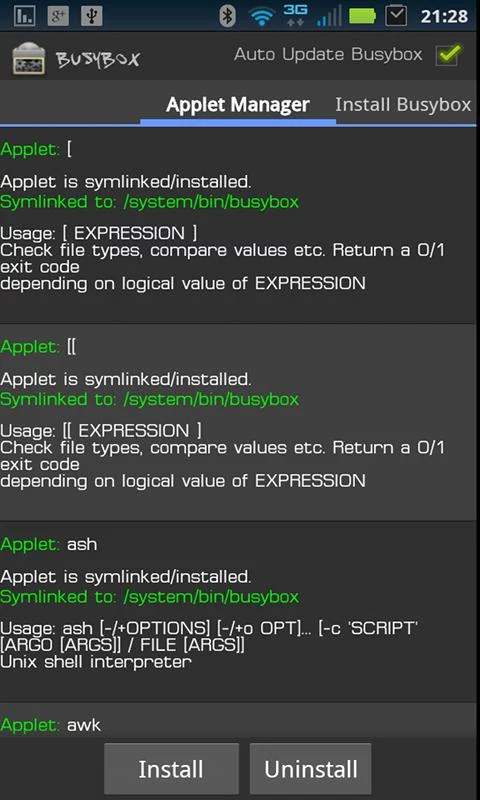 3G
21:28
BUSYBOX
Auto Update Busybox
Applet Manager
Install Busybox
Applet: [
Applet is symlinked/installed.
Symlinked to: /system/bin/busybox
Usage: [ EXPRESSION ]
Check file types, compare values etc. Return a 0/1
exit code
depending on logical value of EXPRESSION
Applet: [[
Applet is symlinked/installed.
Symlinked to: /system/bin/busybox
Usage: [[ EXPRESSION ]
Check file types, compare values etc. Return a 0/1
exit code
depending on logical value of EXPRESSION
Applet: ash
Applet is symlinked/installed.
Symlinked to: /system/bin/busybox
Usage: ash [-/+OPTIONS] [-/+o OPT]... [-c 'SCRIPT'
[ARG0 [ARGS]] / FILE [ARGS]]
Unix shell interpreter
Applet: awk
Install
Uninstall